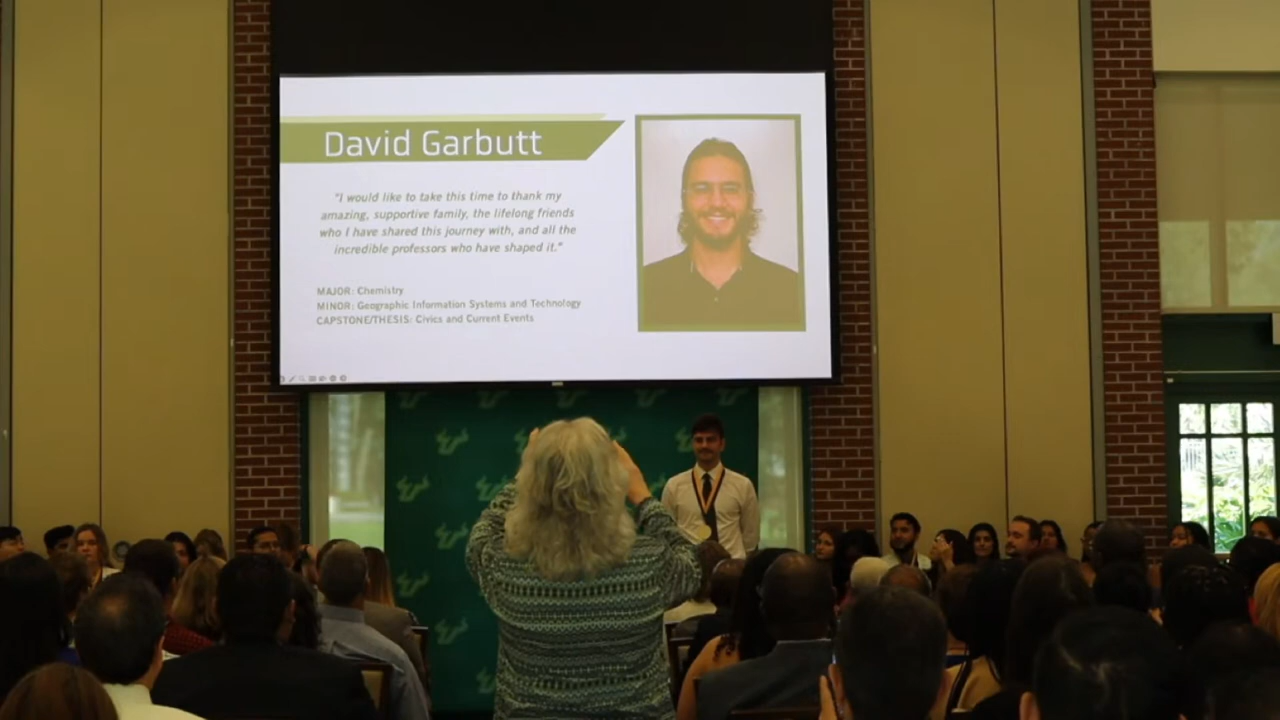 David Garbutt
"I would like to take this time to thank my
amazing, supportive family, the lifelong friends
who I have shared this journey with, and all the
incredible professors who have shaped it."
MAJOR: Chemistry
MINOR: Geographic Information Systems and Technology
CAPSTONE/THESIS: Civics and Current Events